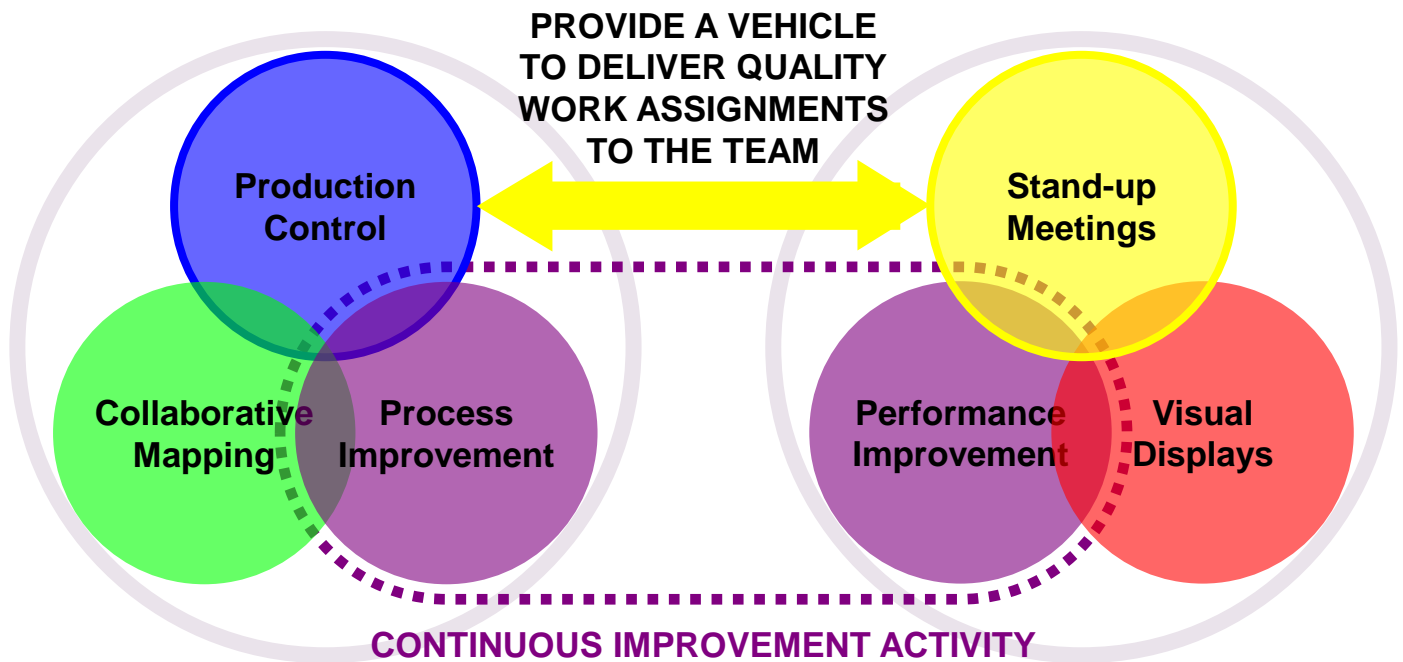 PROVIDE A VEHICLE
TO DELIVER QUALITY
WORK ASSIGNMENTS
TO THE TEAM
Production
Control
Stand-up
Meetings
Collaborative
Mapping
Process
Improvement
Performance
Improvement
Visual
Displays
CONTINUOUS IMPROVEMENT ACTIVITY